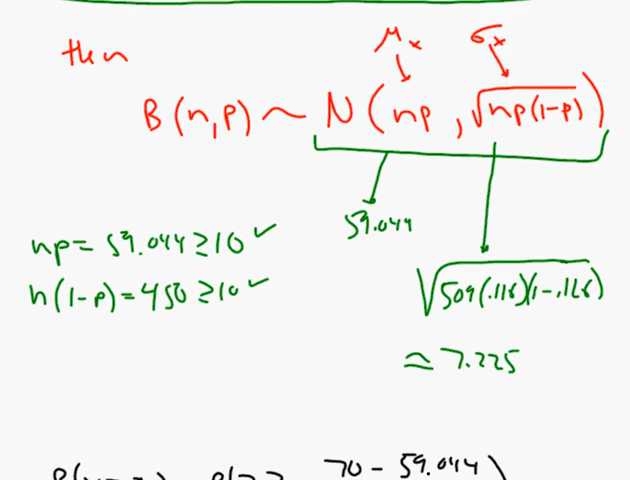 then
μₓ σₓ
B(n,p) ~ N(np, √np(1-p))
59.044
np = 59.044 ≥ 10 ✓
n(1-p) = 450 ≥ 10 ✓
√509(.116)(1-.116)
≈ 7.225
70 - 59.044)